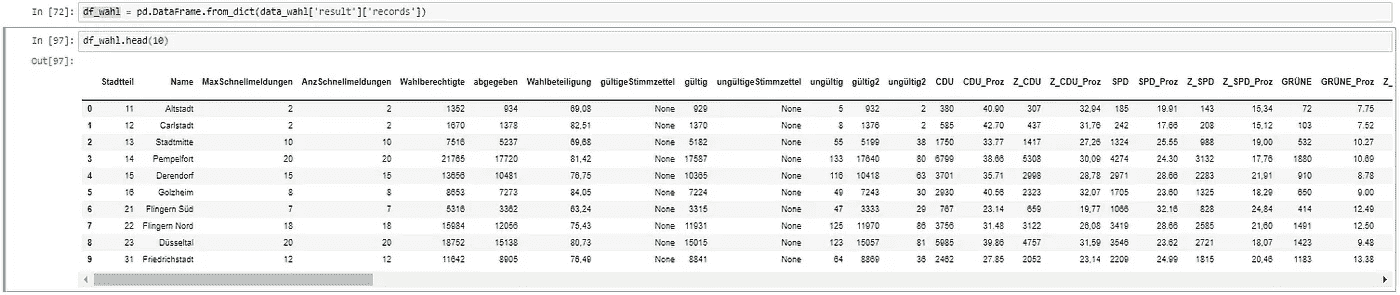 In [72]: df_wahl = pd.DataFrame.from_dict(data_wahl['result']['records'])
In [97]: df_wahl.head(10)
Out[97]:
Stadtteil Name MaxSchnellmeldungen AnzSchnellmeldungen Wahlberechtigte abgegeben Wahlbeteiligung gültigeStimmzettel gültig ungültigeStimmzettel ungültig gültig2 ungültig2 CDU CDU_Proz Z_CDU Z_CDU_Proz SPD SPD_Proz Z_SPD Z_SPD_Proz GRÜNE GRÜNE_Proz Z_
0 11 Altstadt 2 2 1352 934 69,08 None 929 None 5 932 2 380 40.90 307 32,94 185 19.91 143 15,34 72 7.75
1 12 Carlstadt 2 2 1670 1378 82,51 None 1370 None 8 1376 2 585 42.70 437 31,76 242 17.66 208 15,12 103 7.52
2 13 Stadtmitte 10 10 7516 5237 69,68 None 5182 None 55 5199 38 1750 33.77 1417 27,26 1324 25.55 988 19,00 532 10.27
3 14 Pempelfort 20 20 21765 17720 81,42 None 17587 None 133 17640 80 6799 38.66 5308 30,09 4274 24.30 3132 17,76 1880 10.69
4 15 Derendorf 15 15 13656 10481 76,75 None 10365 None 116 10418 63 3701 35.71 2998 28,78 2971 28.66 2283 21,91 910 8.78
5 16 Golzheim 8 8 8653 7273 84,05 None 7224 None 49 7243 30 2930 40.56 2323 32,07 1705 23.60 1325 18,29 650 9.00
6 21 Flingern Süd 7 7 5316 3362 63,24 None 3315 None 47 3333 29 767 23.14 659 19,77 1066 32.16 828 24,84 414 12.49
7 22 Flingern Nord 18 18 15984 12056 75,43 None 11931 None 125 11970 86 3756 31.48 3122 26,08 3419 28.66 2585 21,60 1491 12.50
8 23 Düsseltal 20 20 18752 15138 80,73 None 15015 None 123 15057 81 5985 39.86 4757 31,59 3546 23.62 2721 18,07 1423 9.48
9 31 Friedrichstadt 12 12 11642 8905 76,49 None 8841 None 64 8869 36 2462 27.85 2052 23,14 2209 24.99 1815 20,46 1183 13.38